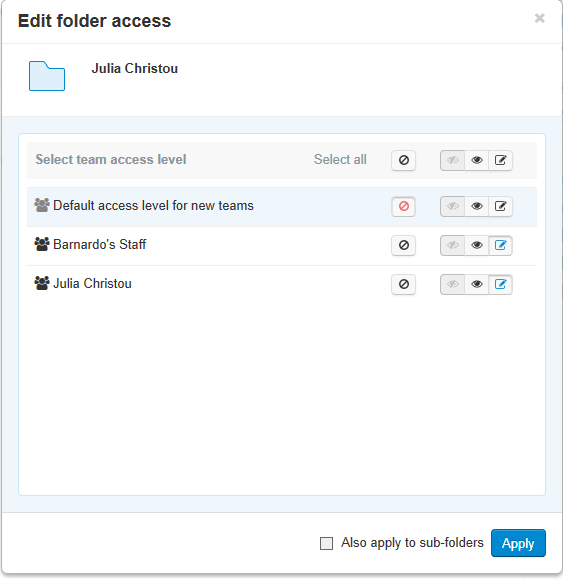 Edit folder access
Julia Christou
Select team access level Select all
Default access level for new teams
Barnardo's Staff
Julia Christou
Also apply to sub-folders Apply